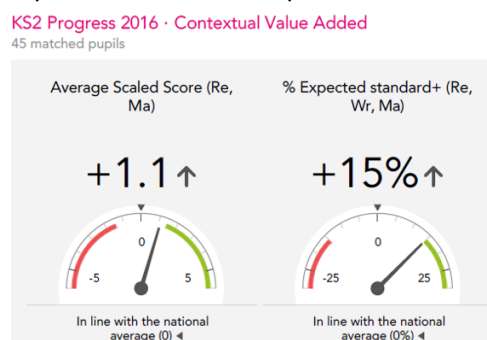 KS2 Progress 2016 · Contextual Value Added
45 matched pupils
Average Scaled Score (Re,
Ma)
+1.1↑
-5
0
5
In line with the national
average (0) ◄
% Expected standard+ (Re,
Wr, Ma)
+15%↑
-25
0
25
In line with the national
average (0%) ◄